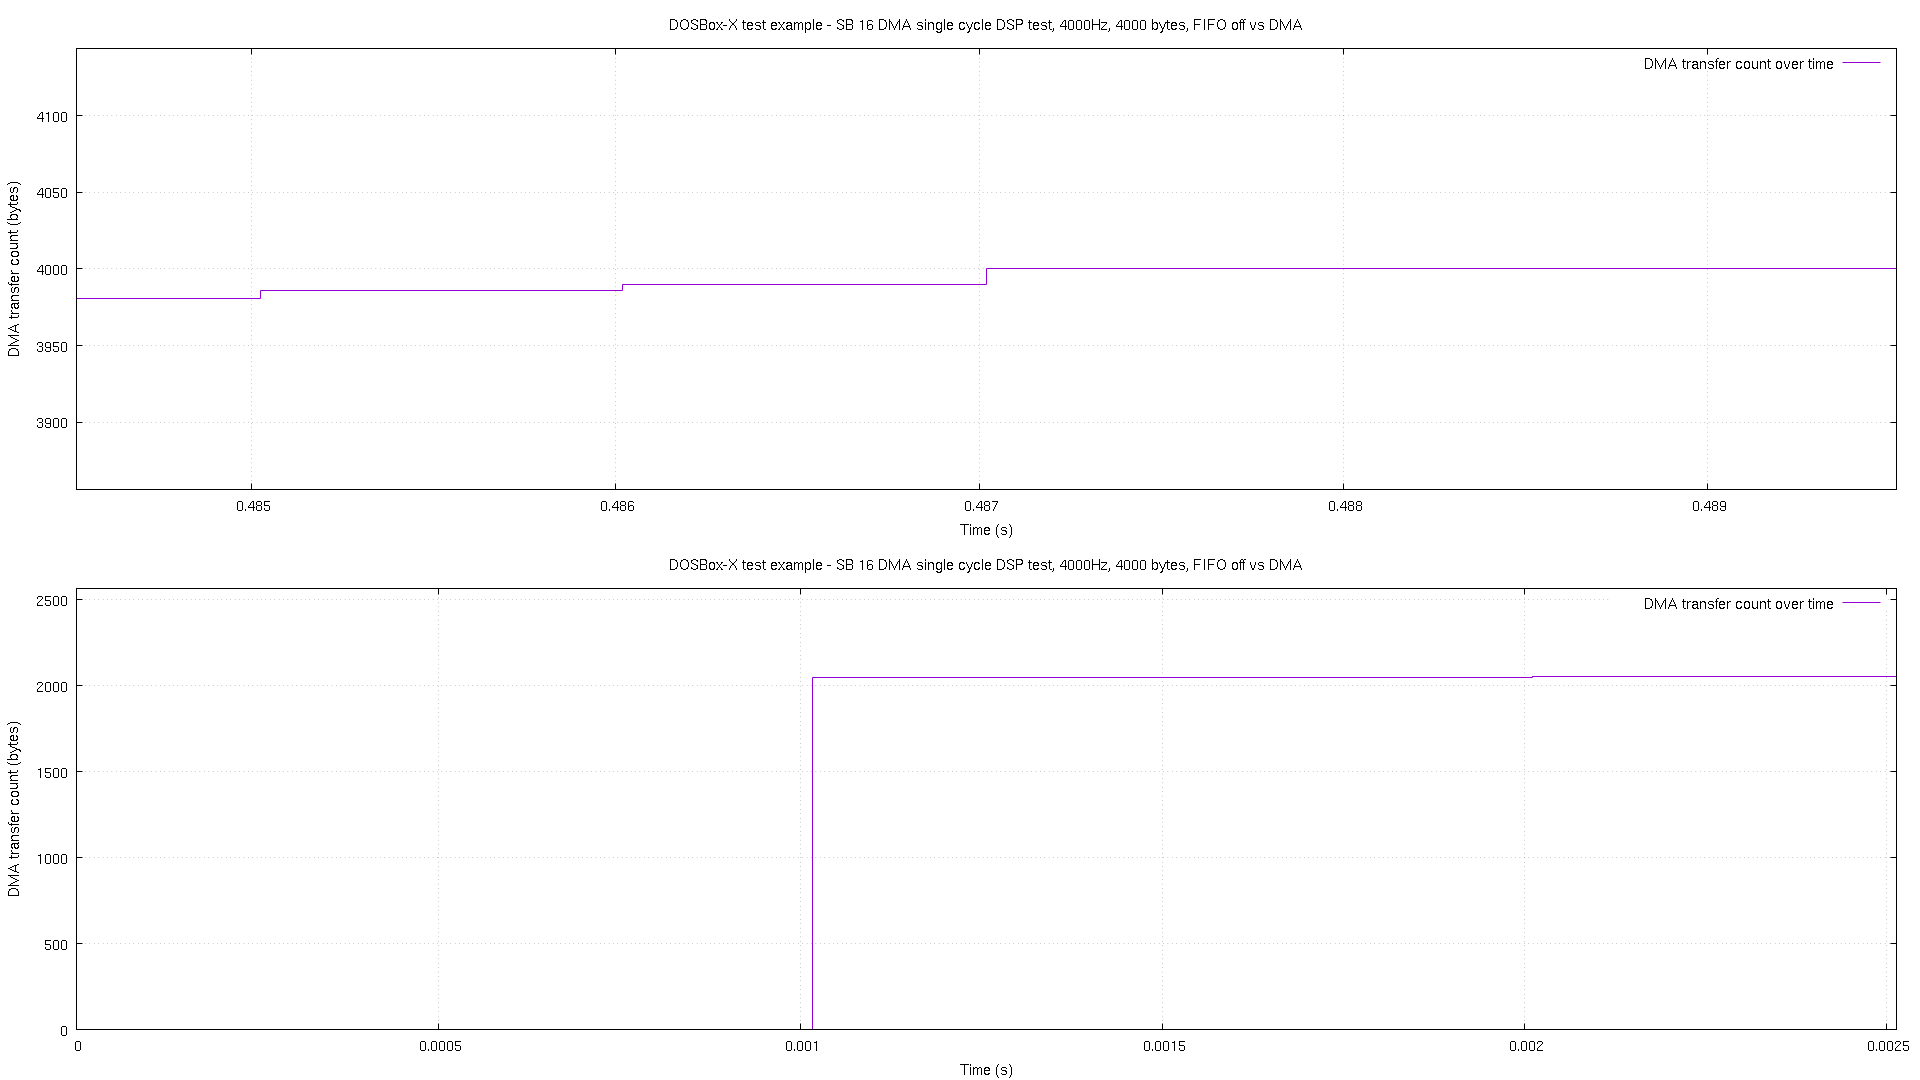 DOSBox-X test example - SB 16 DMA single cycle DSP test, 4000Hz, 4000 bytes, FIFO off vs DMA
DMA transfer count over time
DMA transfer count (bytes)
4100
4050
4000
3950
3900
0.485 0.486 0.487 0.488 0.489
Time (s)
DOSBox-X test example - SB 16 DMA single cycle DSP test, 4000Hz, 4000 bytes, FIFO off vs DMA
DMA transfer count over time
DMA transfer count (bytes)
2500
2000
1500
1000
500
0
0 0.0005 0.001 0.0015 0.002 0.0025
Time (s)